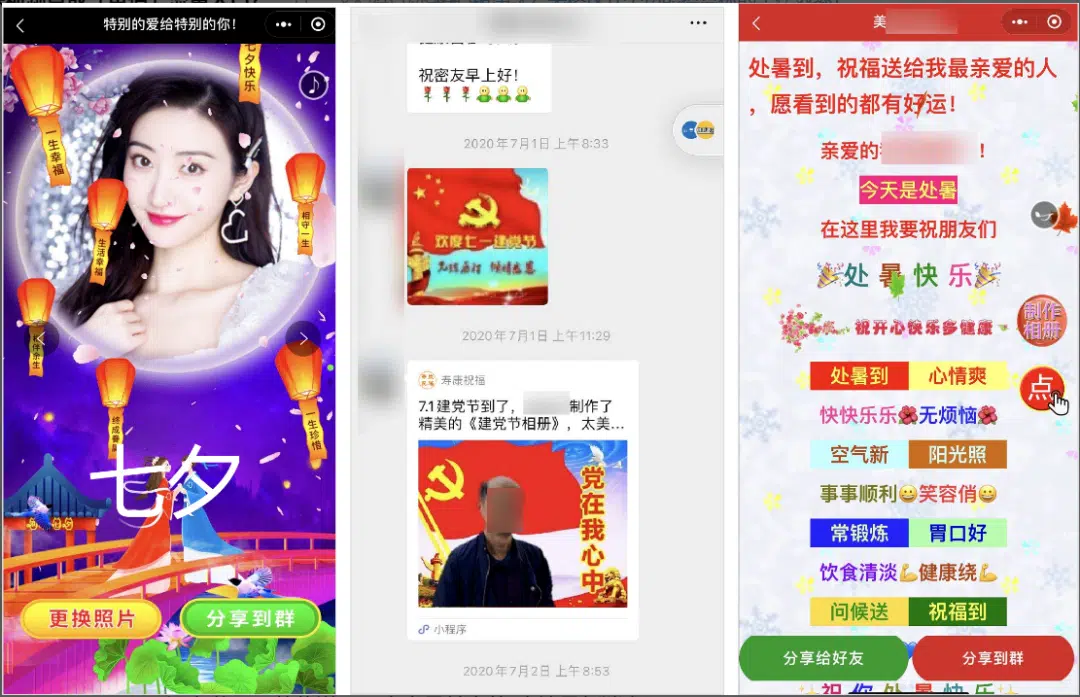 特别的爱给特别的你!
七夕快乐
一生幸福
生活幸福
相守一生
相伴余生
终成眷属
一生珍惜
七夕
更换照片
分享到群
祝密友早上好!
2020年7月1日 上午8:33
欢度七一建党节
2020年7月1日 上午11:29
寿康祝福
7.1建党节到了,
制作了
精美的《建党节相册》,太美...
党在我心中
小程序
2020年7月2日 上午8:53
美
处暑到,祝福送给我最亲爱的人
,愿看到的都有好运!
亲爱的
!
今天是处暑
在这里我要祝朋友们
处暑快乐
祝开心快乐多健康
制作
相册
处暑到 心情爽
点
快快乐乐 无烦恼
空气新 阳光照
事事顺利😀笑容俏😀
常锻炼 胃口好
饮食清淡💪健康绕💪
问候送 祝福到
分享给好友
分享到群
祝你处暑快乐